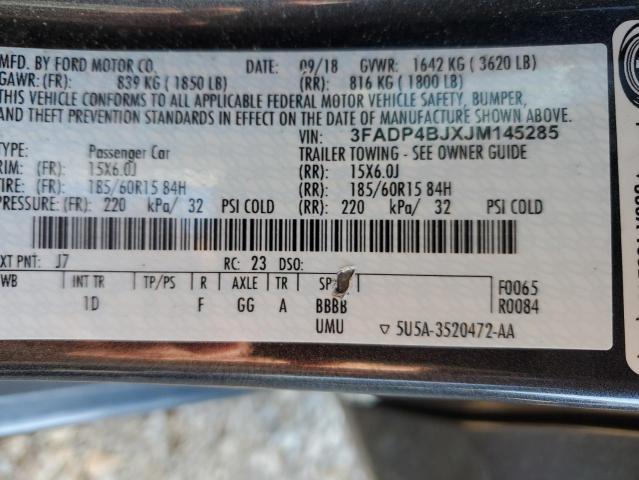 MFD. BY FORD MOTOR CO. DATE: 09/18 GVWR: 1642 KG ( 3620 LB)
GAWR: (FR): 839 KG ( 1850 LB) (RR): 816 KG ( 1800 LB)
THIS VEHICLE CONFORMS TO ALL APPLICABLE FEDERAL MOTOR VEHICLE SAFETY, BUMPER,
AND THEFT PREVENTION STANDARDS IN EFFECT ON THE DATE OF MANUFACTURE SHOWN ABOVE.
VIN: 3FADP4BJXJM145285
TYPE: Passenger Car TRAILER TOWING - SEE OWNER GUIDE
RIM: (FR): 15X6.0J (RR): 15X6.0J
TIRE: (FR): 185/60R15 84H (RR): 185/60R15 84H
PRESSURE: (FR): 220 kPa/ 32 PSI COLD (RR): 220 kPa/ 32 PSI COLD
XT PNT: J7 RC: 23 DSO:
WB INT TR TP/PS R AXLE TR SP F0065
1D F GG A BBBB R0084
UMU ▽ 5U5A-3520472-AA